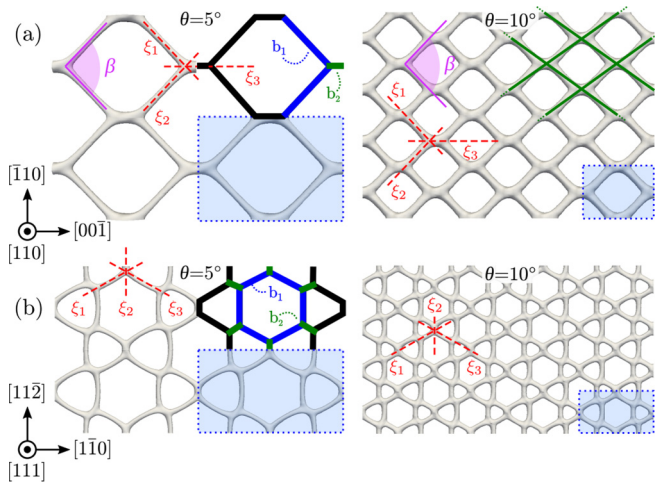 (a)
θ=5°
θ=10°
ξ₁
b₁
β
ξ₃
b₂
ξ₂
β
ξ₁
ξ₃
ξ₂
[1̄10]
[001̄]
[110]
(b)
θ=5°
θ=10°
b₁
ξ₁
ξ₂
ξ₃
b₂
ξ₂
ξ₁
ξ₃
[112̄]
[11̄0]
[111]